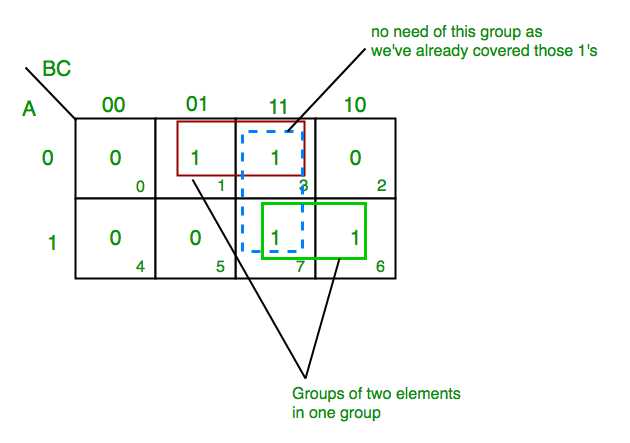 no need of this group as
we've already covered those 1's
BC
A
00 01 11 10
0 0 1 1 0
0 1 3 2
1 0 0 1 1
4 5 7 6
Groups of two elements
in one group